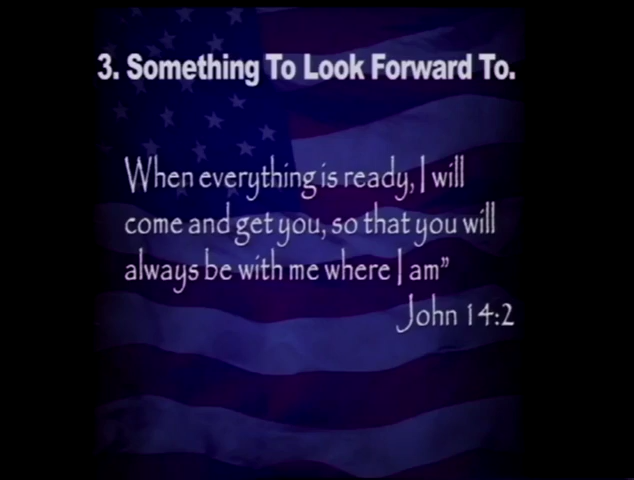 3. Something To Look Forward To.
When everything is ready, I will
come and get you, so that you will
always be with me where I am”
John 14:2